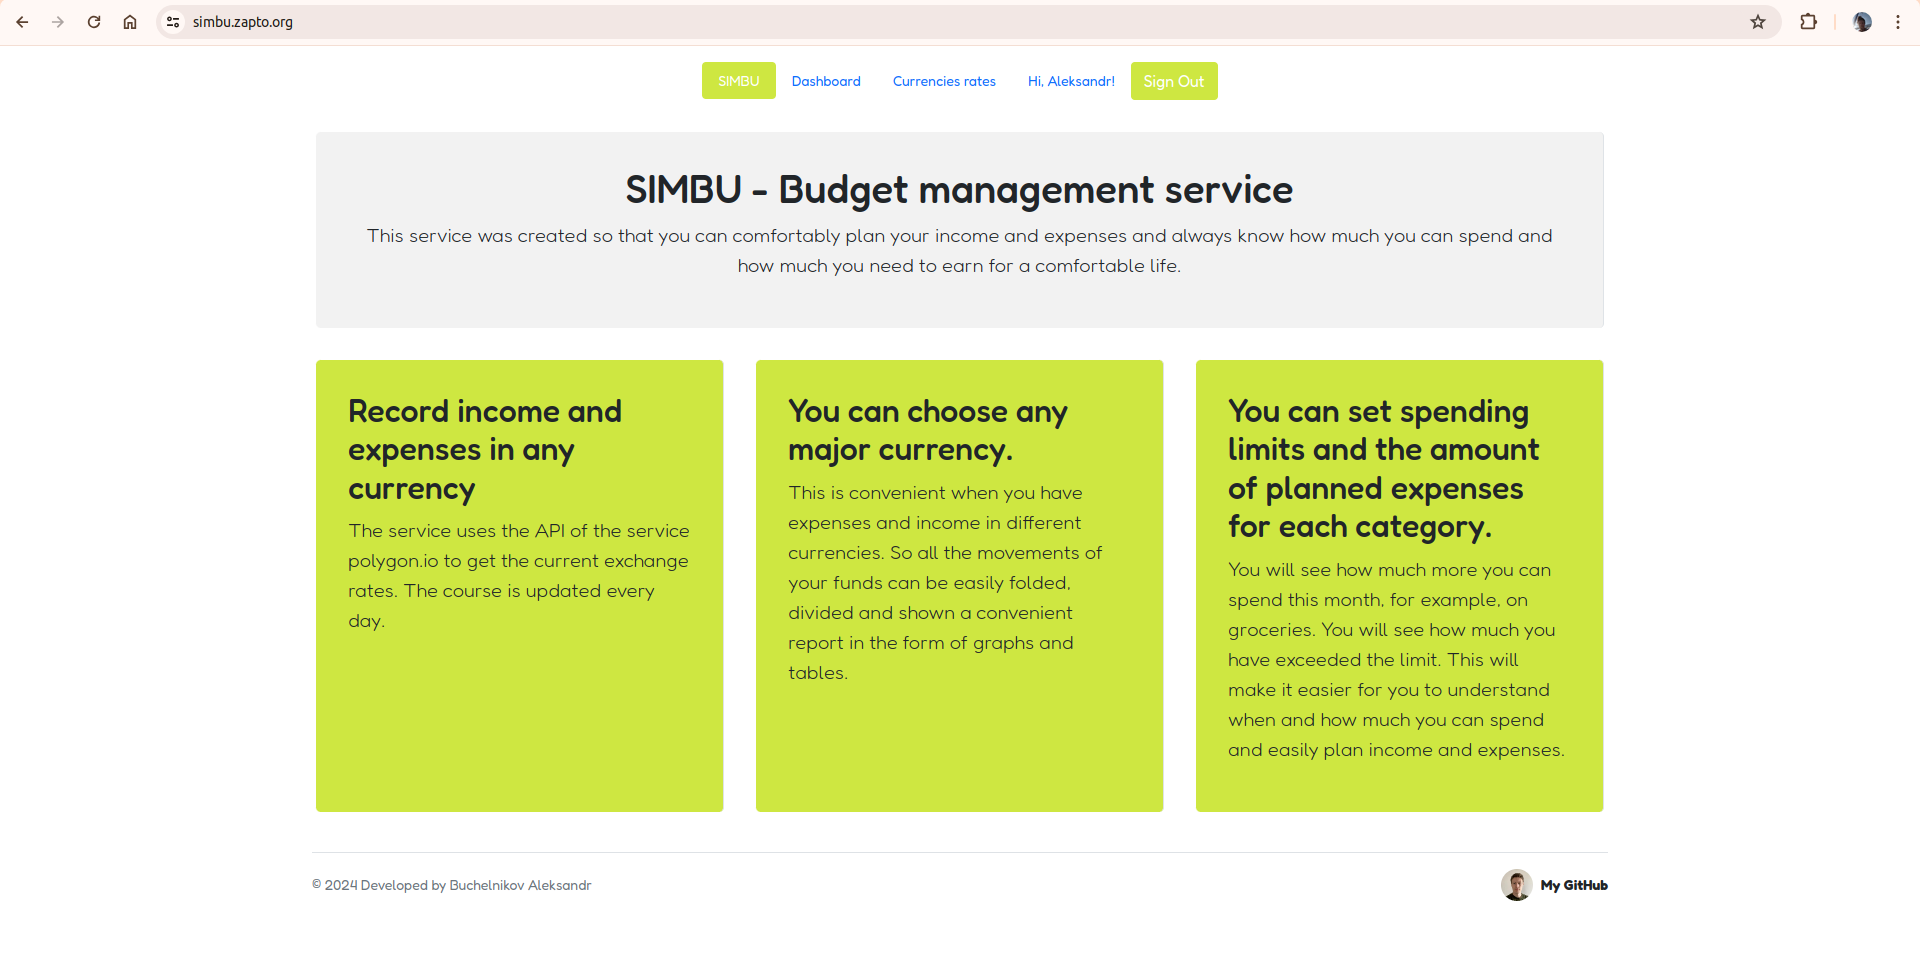 simbu.zapto.org
SIMBU Dashboard Currencies rates Hi, Aleksandr! Sign Out
SIMBU - Budget management service
This service was created so that you can comfortably plan your income and expenses and always know how much you can spend and
how much you need to earn for a comfortable life.
Record income and
expenses in any
currency
The service uses the API of the service
polygon.io to get the current exchange
rates. The course is updated every
day.
You can choose any
major currency.
This is convenient when you have
expenses and income in different
currencies. So all the movements of
your funds can be easily folded,
divided and shown a convenient
report in the form of graphs and
tables.
You can set spending
limits and the amount
of planned expenses
for each category.
You will see how much more you can
spend this month, for example, on
groceries. You will see how much you
have exceeded the limit. This will
make it easier for you to understand
when and how much you can spend
and easily plan income and expenses.
© 2024 Developed by Buchelnikov Aleksandr
My GitHub